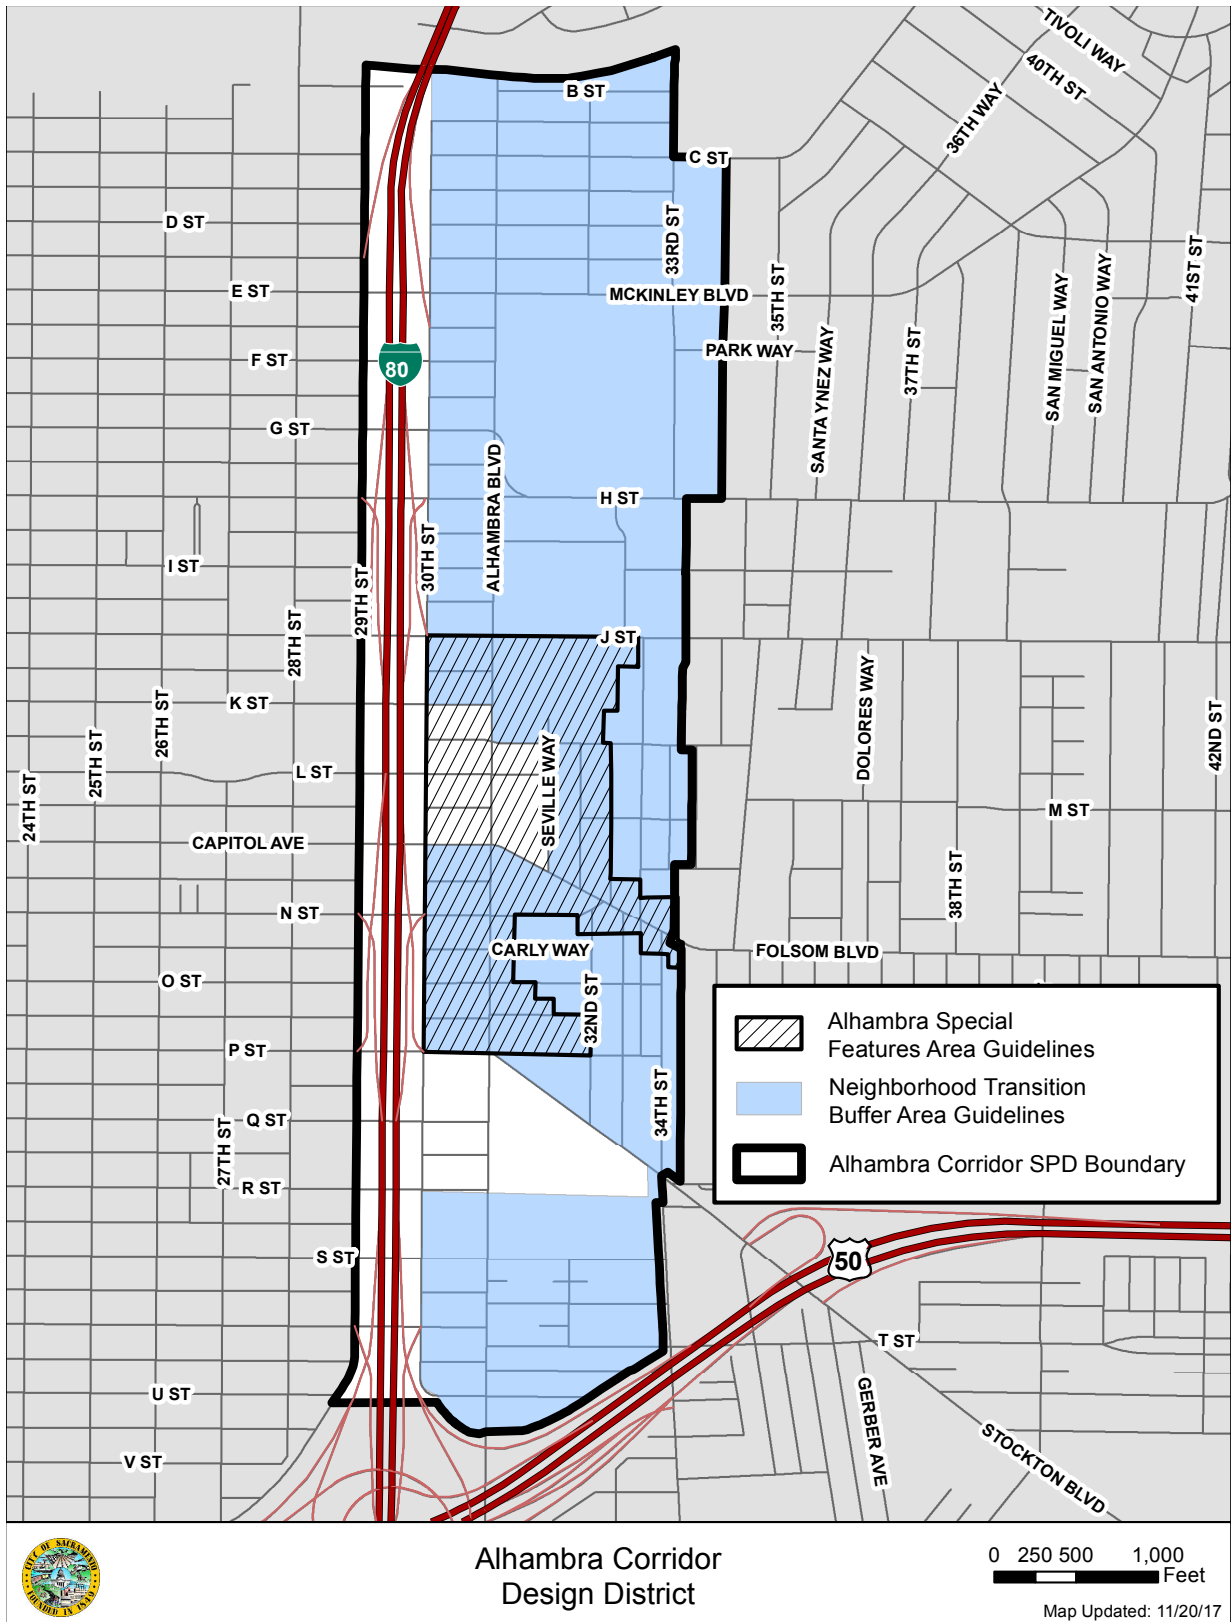 TIVOLI WAY
40TH ST
36TH WAY
B ST
C ST
D ST
33RD ST
35TH ST
SAN MIGUEL WAY
SAN ANTONIO WAY
41ST ST
E ST
MCKINLEY BLVD
F ST
80
PARK WAY
SANTA YNEZ WAY
37TH ST
G ST
ALHAMBRA BLVD
H ST
30TH ST
29TH ST
I ST
28TH ST
J ST
26TH ST
K ST
DOLORES WAY
42ND ST
25TH ST
SEVILLE WAY
L ST
24TH ST
M ST
CAPITOL AVE
38TH ST
N ST
CARLY WAY
FOLSOM BLVD
O ST
32ND ST
P ST
34TH ST
Q ST
27TH ST
R ST
S ST
50
T ST
U ST
GERBER AVE
V ST
STOCKTON BLVD
Alhambra Special
Features Area Guidelines
Neighborhood Transition
Buffer Area Guidelines
Alhambra Corridor SPD Boundary
CITY OF SACRAMENTO
FOUNDED IN 1849
Alhambra Corridor
Design District
0 250 500 1,000
Feet
Map Updated: 11/20/17